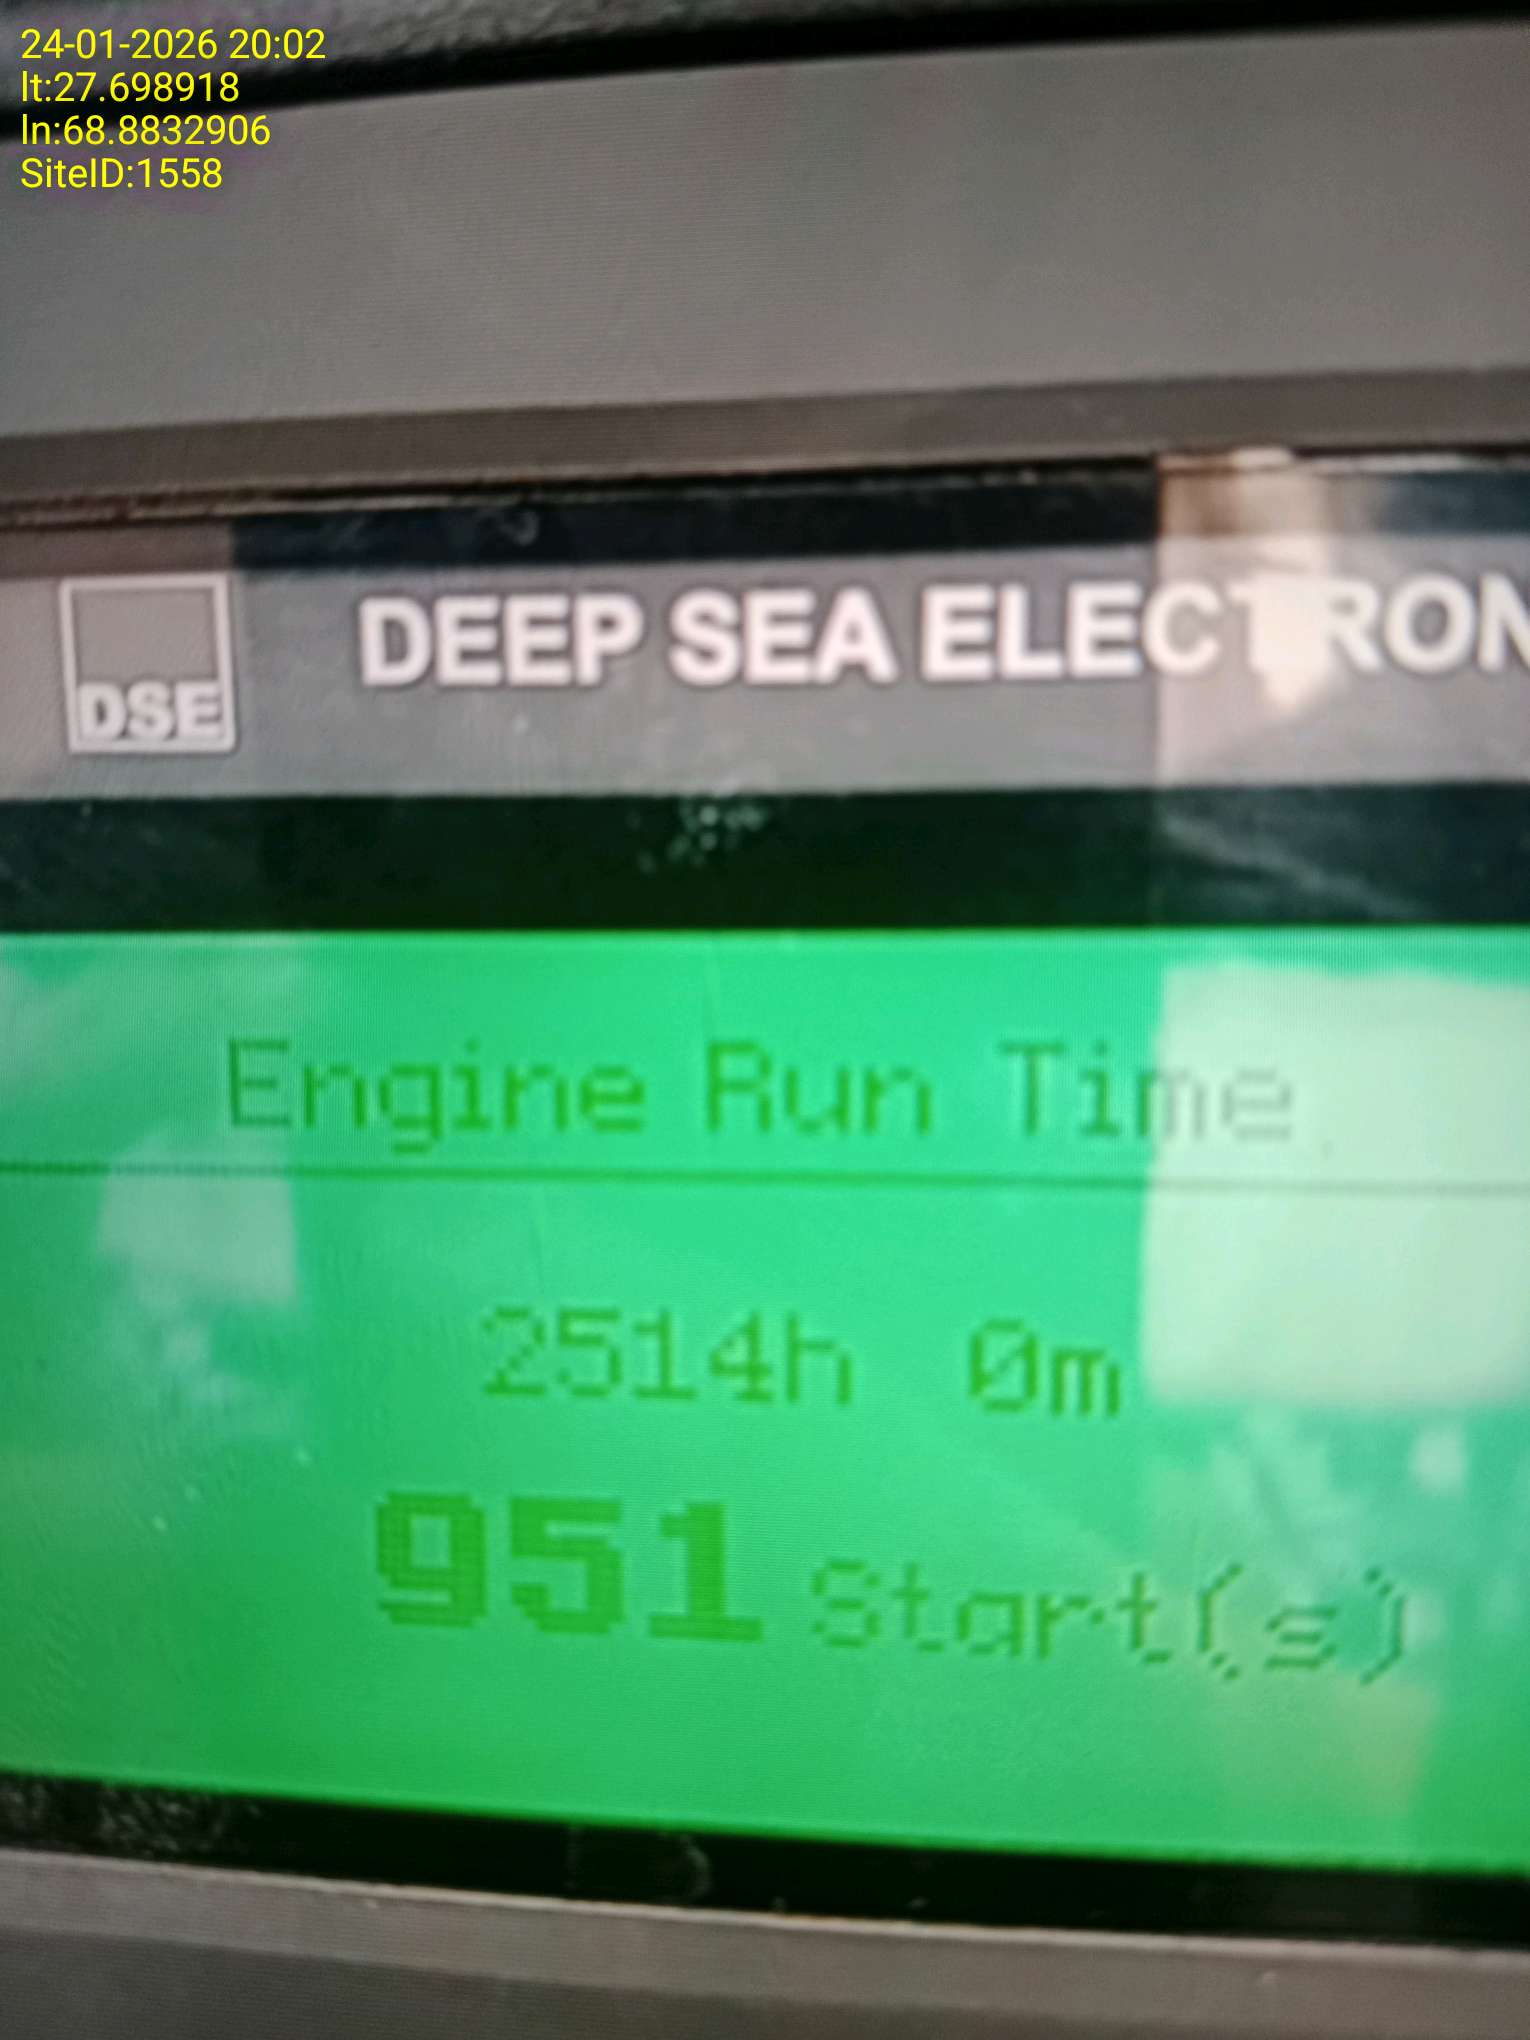 24-01-2026 20:02
lt:27.698918
ln:68.8832906
SiteID:1558
DSE DEEP SEA ELECTRON
Engine Run Time
2514h 0m
951 Start(s)